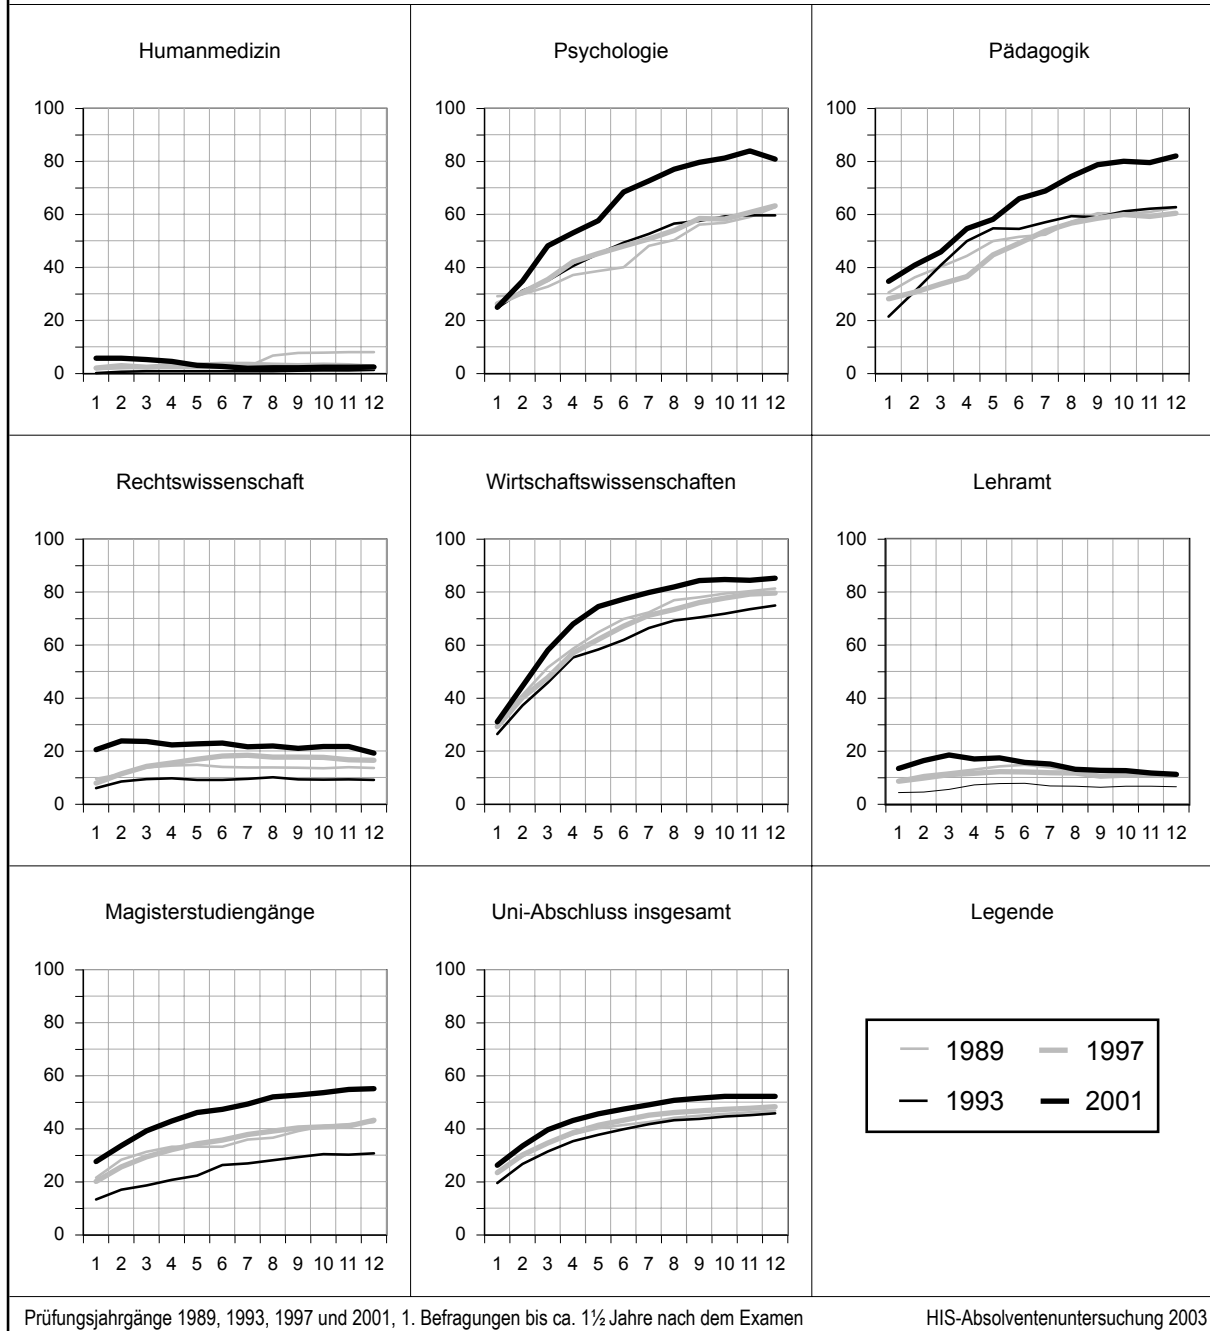 Humanmedizin
100
80
60
40
20
0
1 2 3 4 5 6 7 8 9 10 11 12
Psychologie
100
80
60
40
20
0
1 2 3 4 5 6 7 8 9 10 11 12
Pädagogik
100
80
60
40
20
0
1 2 3 4 5 6 7 8 9 10 11 12
Rechtswissenschaft
100
80
60
40
20
0
1 2 3 4 5 6 7 8 9 10 11 12
Wirtschaftswissenschaften
100
80
60
40
20
0
1 2 3 4 5 6 7 8 9 10 11 12
Lehramt
100
80
60
40
20
0
1 2 3 4 5 6 7 8 9 10 11 12
Magisterstudiengänge
100
80
60
40
20
0
1 2 3 4 5 6 7 8 9 10 11 12
Uni-Abschluss insgesamt
100
80
60
40
20
0
1 2 3 4 5 6 7 8 9 10 11 12
Legende
1989 1997
1993 2001
Prüfungsjahrgänge 1989, 1993, 1997 und 2001, 1. Befragungen bis ca. 1½ Jahre nach dem Examen HIS-Absolventenuntersuchung 2003